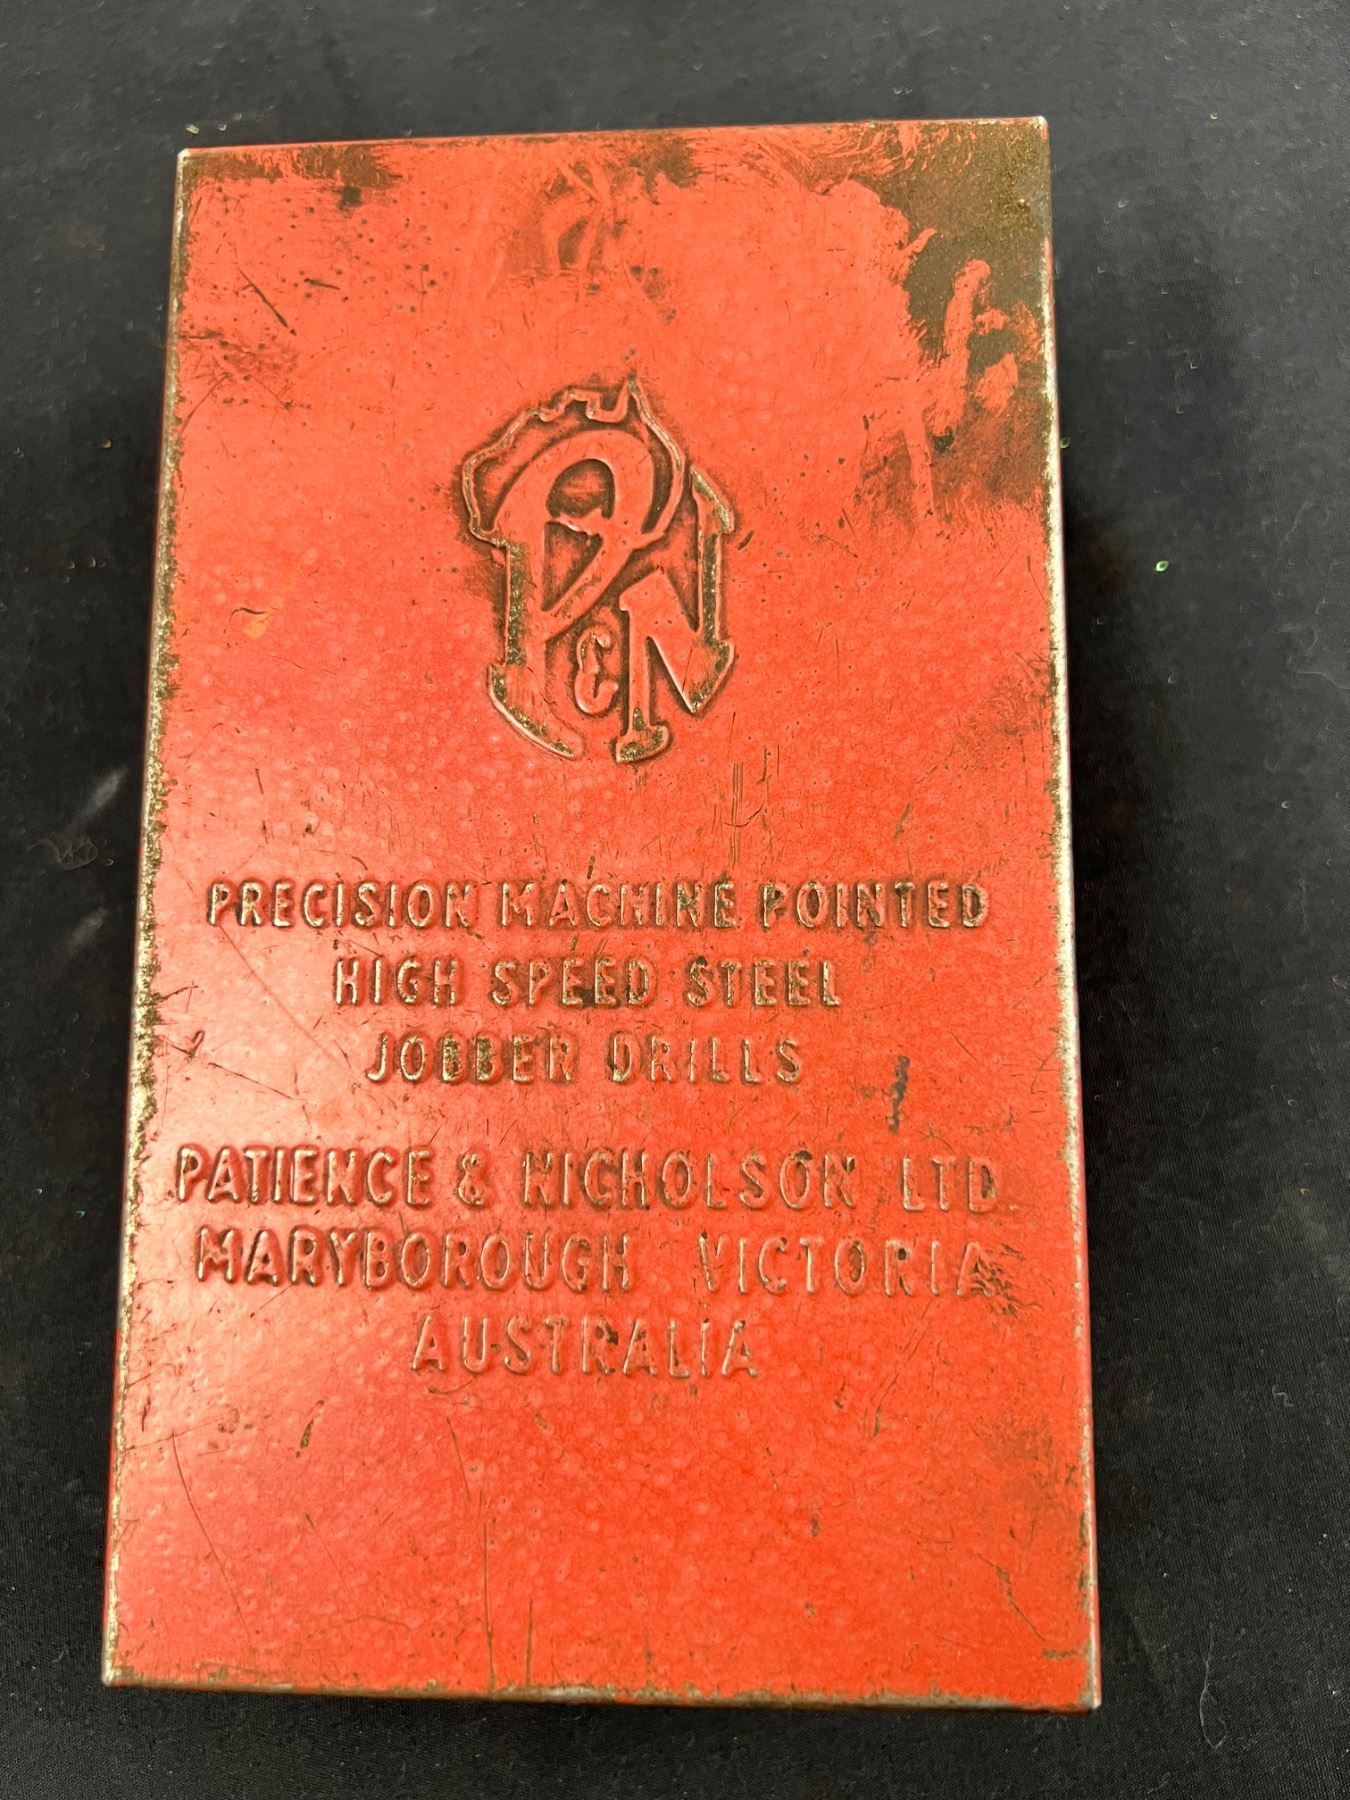 P&N
PRECISION MACHINE POINTED
HIGH SPEED STEEL
JOBBER DRILLS
PATIENCE & NICHOLSON LTD.
MARYBOROUGH VICTORIA
AUSTRALIA